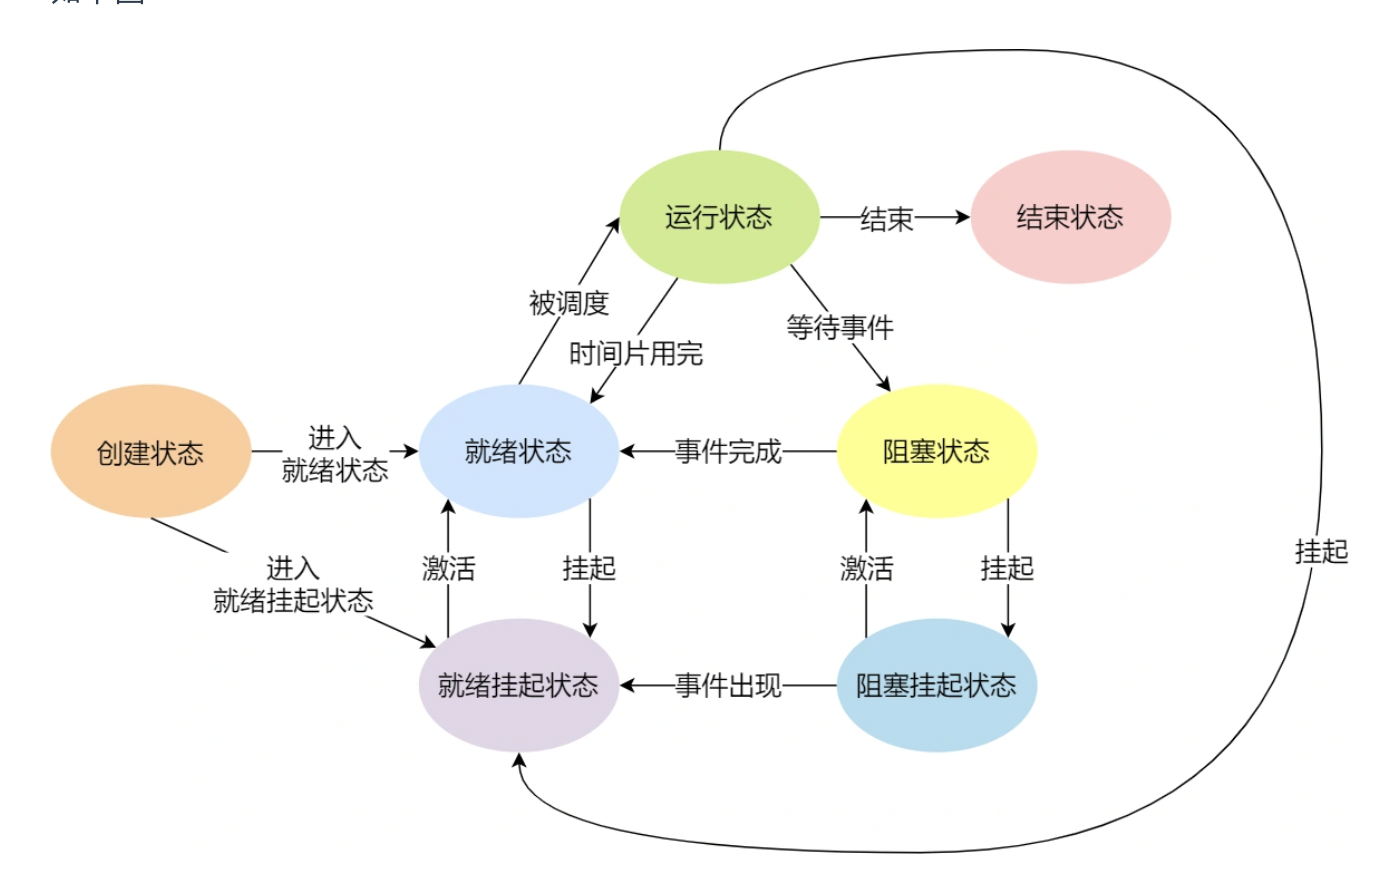 运行状态
结束
结束状态
被调度
等待事件
时间片用完
创建状态
进入
就绪状态
就绪状态
事件完成
阻塞状态
进入
就绪挂起状态
激活
挂起
激活
挂起
挂起
就绪挂起状态
事件出现
阻塞挂起状态